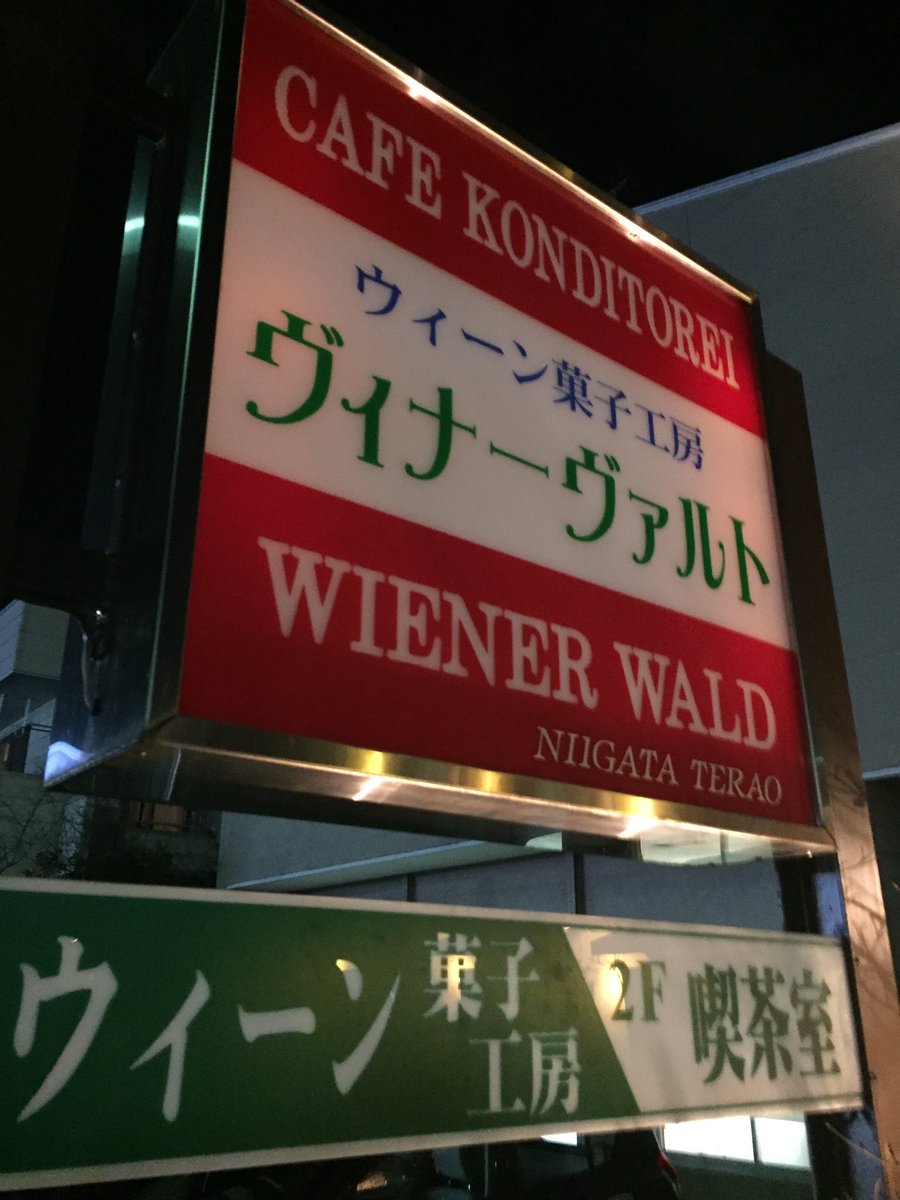 CAFE KONDITOREI
ウィーン菓子工房
ヴィナーヴァルト
WIENER WALD
NIIGATA TERAO
ウィーン菓子工房 2F 喫茶室